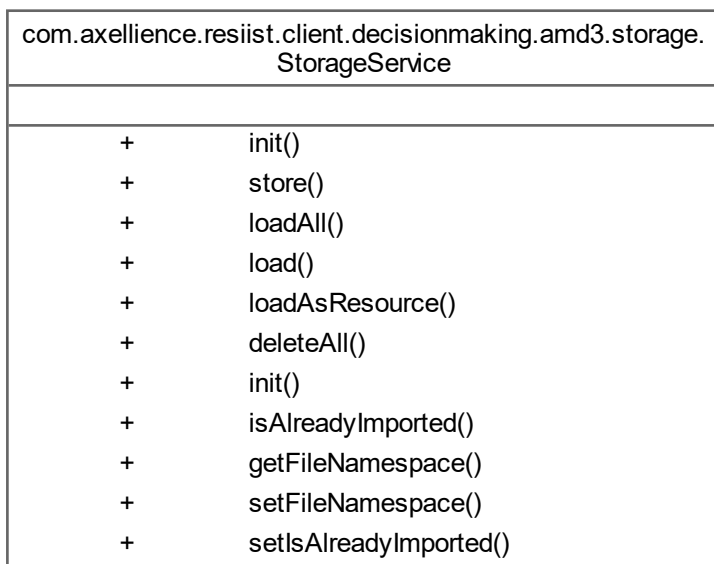 com.axellience.resiist.client.decisionmaking.amd3.storage.
StorageService
+ init()
+ store()
+ loadAll()
+ load()
+ loadAsResource()
+ deleteAll()
+ init()
+ isAlreadyImported()
+ getFileNamespace()
+ setFileNamespace()
+ setIsAlreadyImported()